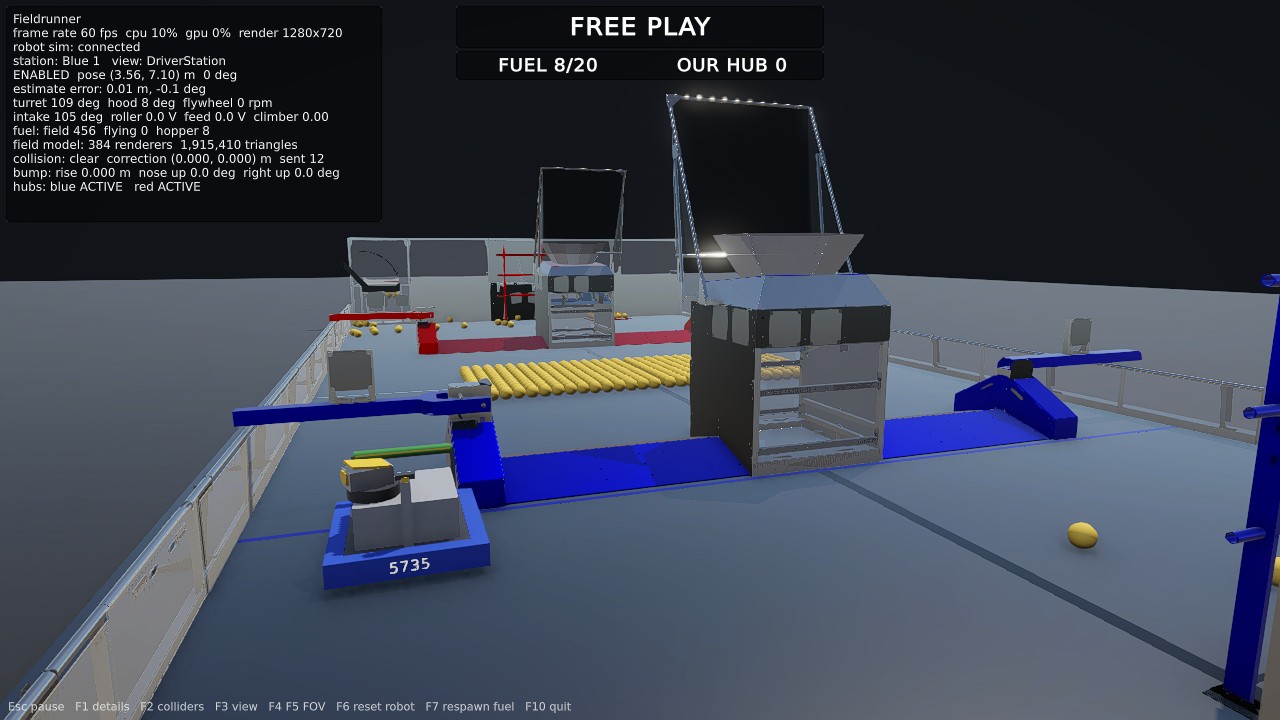 Fieldrunner
frame rate 60 fps  cpu 10%  gpu 0%  render 1280x720
robot sim: connected
station: Blue 1   view: DriverStation
ENABLED  pose (3.56, 7.10) m  0 deg
estimate error: 0.01 m, -0.1 deg
turret 109 deg  hood 8 deg  flywheel 0 rpm
intake 105 deg  roller 0.0 V  feed 0.0 V  climber 0.00
fuel: field 456  flying 0  hopper 8
field model: 384 renderers  1,915,410 triangles
collision: clear  correction (0.000, 0.000) m  sent 12
bump: rise 0.000 m  nose up 0.0 deg  right up 0.0 deg
hubs: blue ACTIVE   red ACTIVE
FREE PLAY
FUEL 8/20   OUR HUB 0
5735
Esc pause   F1 details   F2 colliders   F3 view   F4 F5 FOV   F6 reset robot   F7 respawn fuel   F10 quit